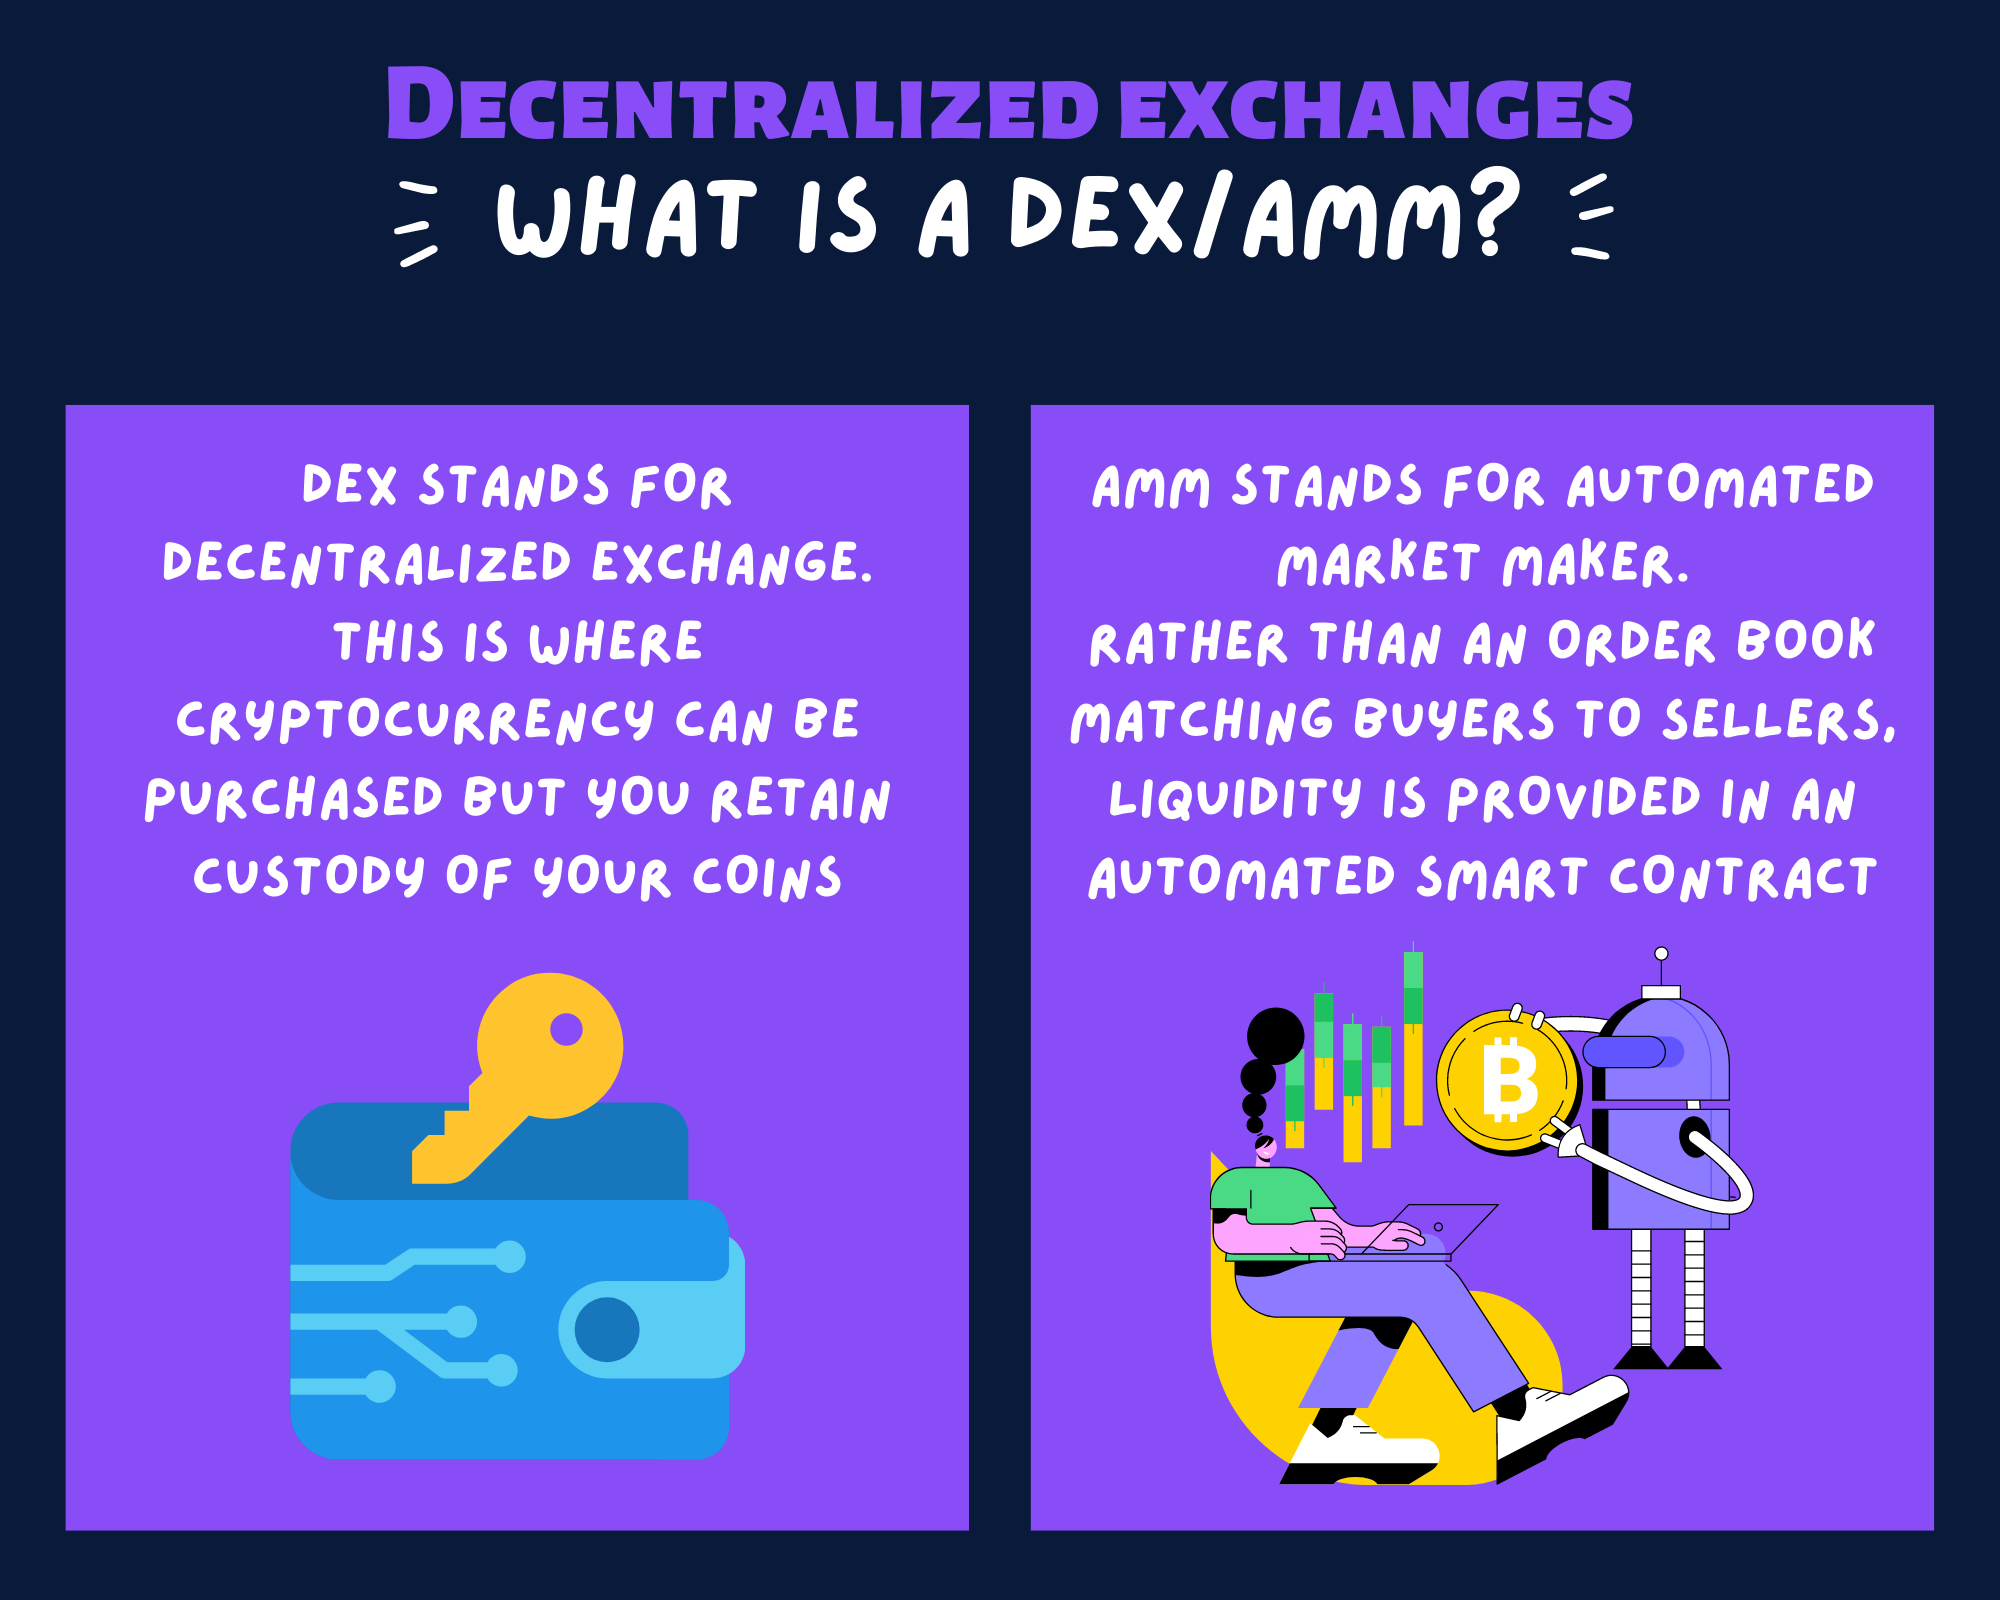 Decentralized exchanges
WHAT IS A DEX/AMM?
DEX STANDS FOR
DECENTRALIZED EXCHANGE.
THIS IS WHERE
CRYPTOCURRENCY CAN BE
PURCHASED BUT YOU RETAIN
CUSTODY OF YOUR COINS
AMM STANDS FOR AUTOMATED
MARKET MAKER.
RATHER THAN AN ORDER BOOK
MATCHING BUYERS TO SELLERS,
LIQUIDITY IS PROVIDED IN AN
AUTOMATED SMART CONTRACT